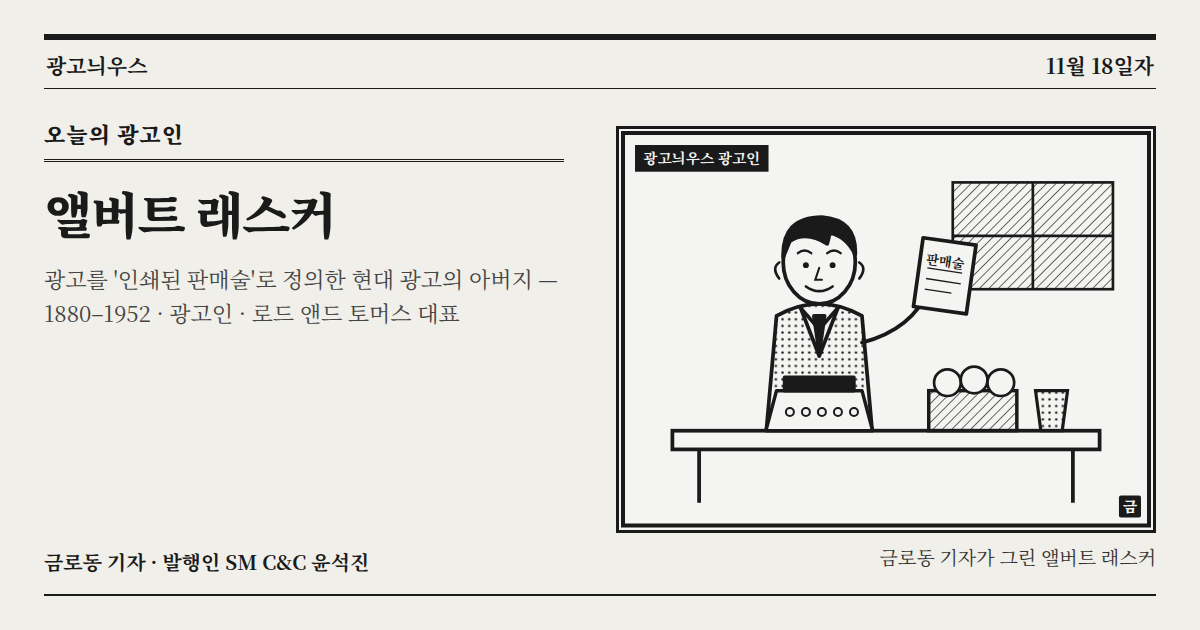 광고늬우스
11월 18일자
오늘의 광고인
앨버트 래스커
광고를 '인쇄된 판매술'로 정의한 현대 광고의 아버지 —
1880–1952 · 광고인 · 로드 앤드 토머스 대표
광고늬우스 광고인
판매술
금
금로동 기자가 그린 앨버트 래스커
금로동 기자 · 발행인 SM C&C 윤석진